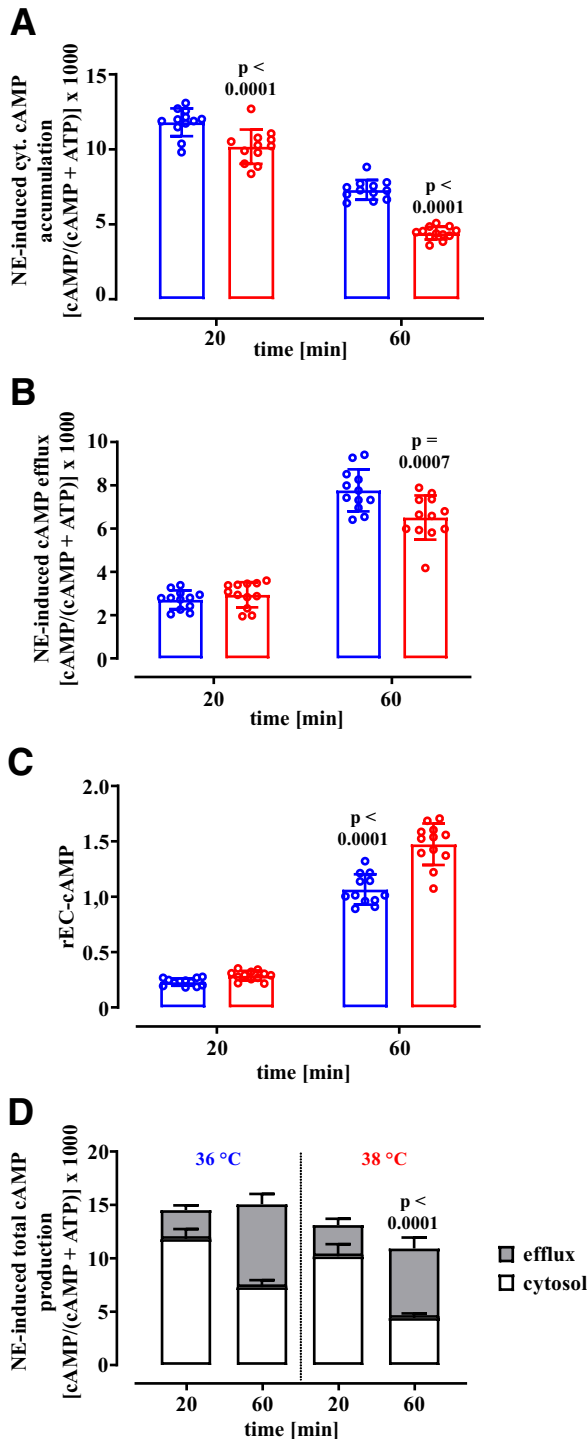 A
NE-induced cyt. cAMP
accumulation
[cAMP/(cAMP + ATP)] x 1000
15
10
5
0
p <
0.0001
p <
0.0001
20
60
time [min]
B
NE-induced cAMP efflux
[cAMP/(cAMP + ATP)] x 1000
10
8
6
4
2
0
p =
0.0007
20
60
time [min]
C
rEC-cAMP
2.0
1.5
1.0
0.5
0
p <
0.0001
20
60
time [min]
D
NE-induced total cAMP
production
[cAMP/(cAMP + ATP)] x 1000
20
15
10
5
0
36 °C
38 °C
p <
0.0001
efflux
cytosol
20
60
20
60
time [min]